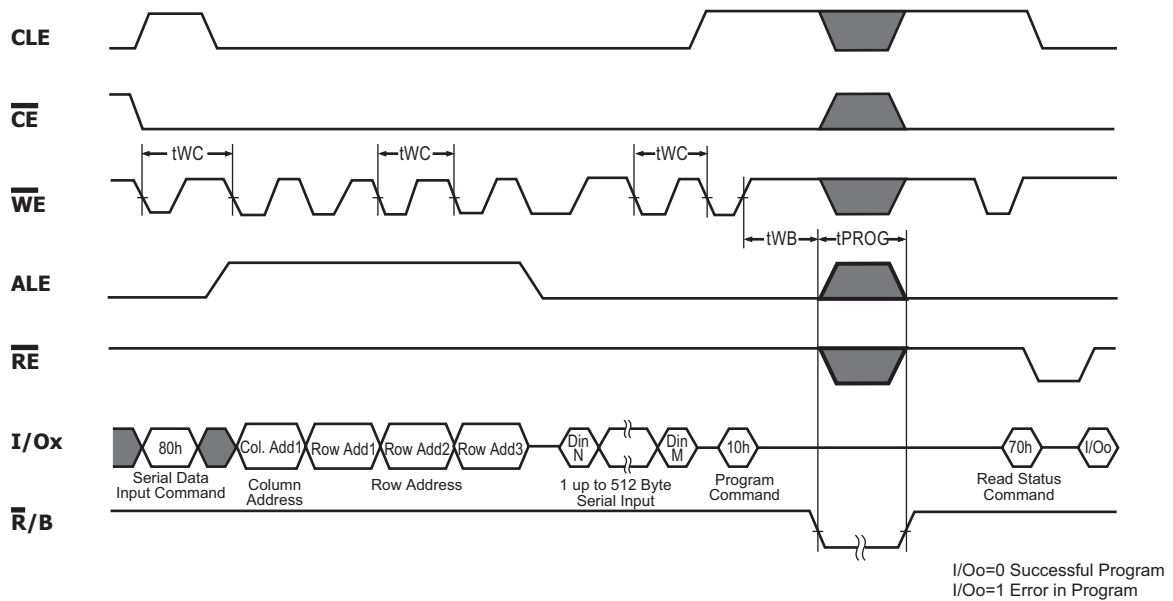 CLE
CE
tWC tWC tWC
WE
tWB tPROG
ALE
RE
I/Ox
80h Col. Add1 Row Add1 Row Add2 Row Add3 Din N Din M 10h 70h I/Oo
Serial Data Input Command
Column Address
Row Address
1 up to 512 Byte Serial Input
Program Command
Read Status Command
R/B
I/Oo=0 Successful Program
I/Oo=1 Error in Program